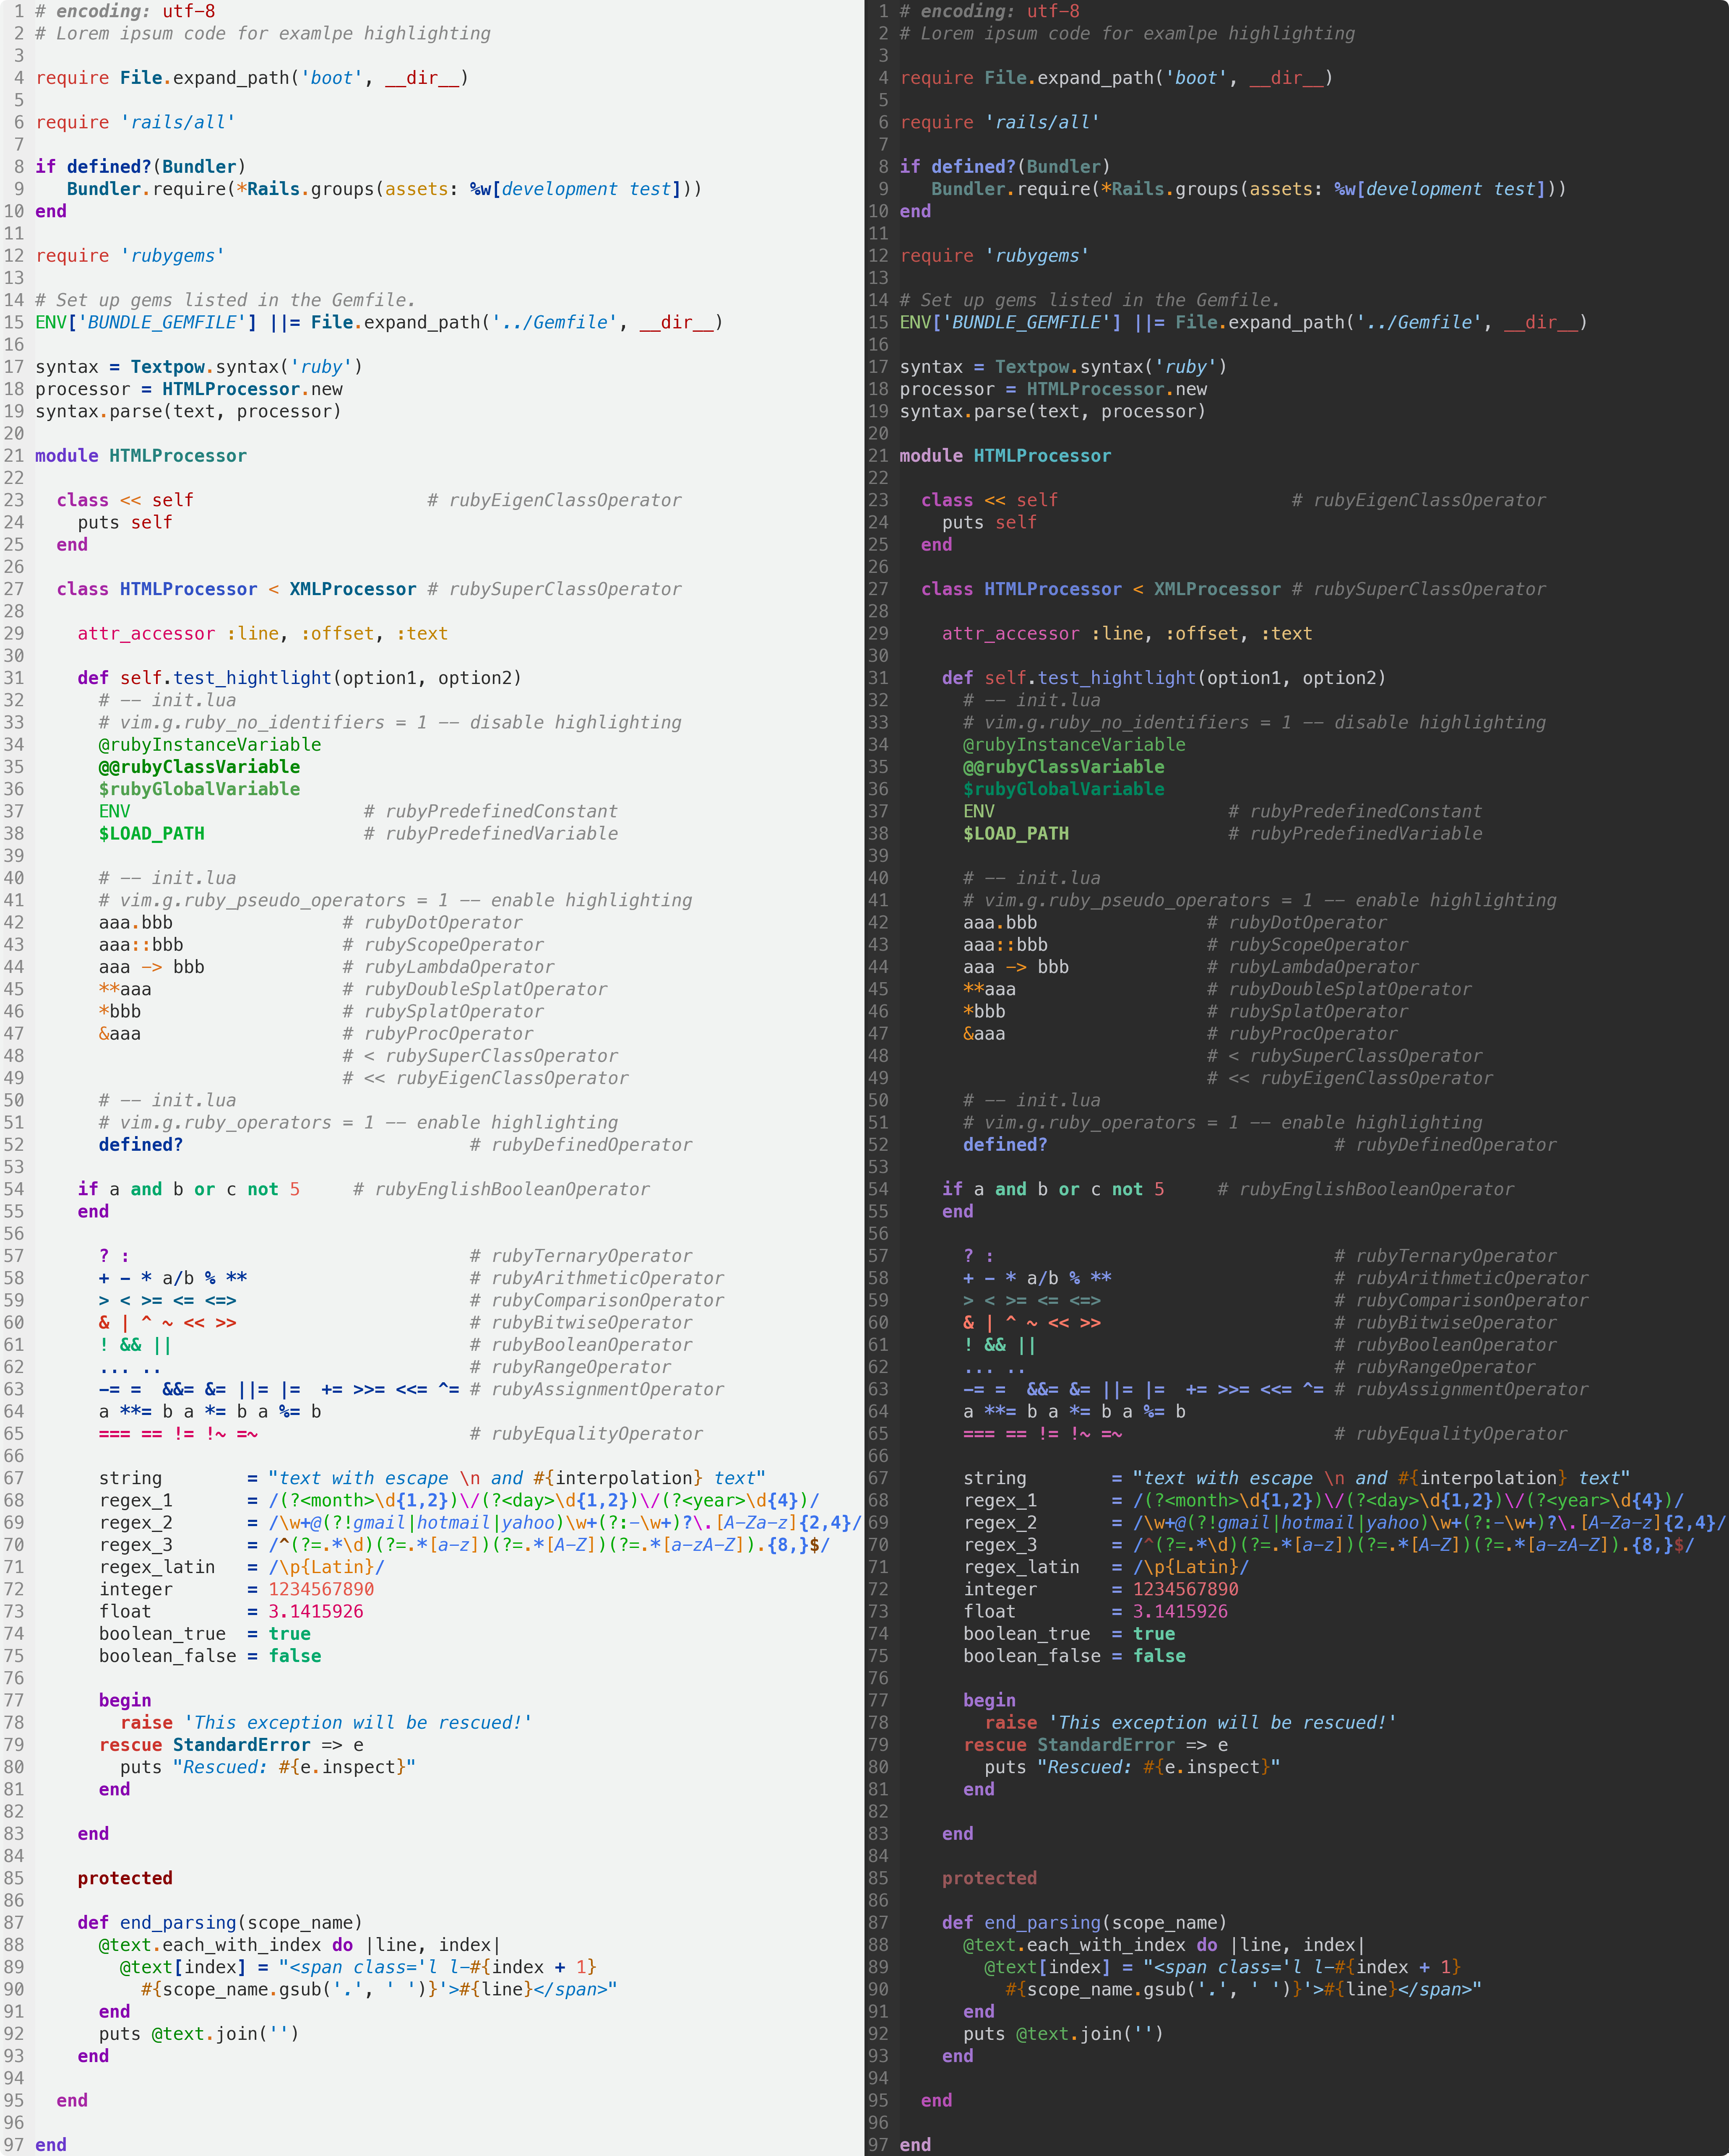 1 # encoding: utf-8
2 # Lorem ipsum code for examlpe highlighting
3
4 require File.expand_path('boot', __dir__)
5
6 require 'rails/all'
7
8 if defined?(Bundler)
9    Bundler.require(*Rails.groups(assets: %w[development test]))
10 end
11
12 require 'rubygems'
13
14 # Set up gems listed in the Gemfile.
15 ENV['BUNDLE_GEMFILE'] ||= File.expand_path('../Gemfile', __dir__)
16
17 syntax = Textpow.syntax('ruby')
18 processor = HTMLProcessor.new
19 syntax.parse(text, processor)
20
21 module HTMLProcessor
22
23   class << self                      # rubyEigenClassOperator
24     puts self
25   end
26
27   class HTMLProcessor < XMLProcessor # rubySuperClassOperator
28
29     attr_accessor :line, :offset, :text
30
31     def self.test_hightlight(option1, option2)
32       # -- init.lua
33       # vim.g.ruby_no_identifiers = 1 -- disable highlighting
34       @rubyInstanceVariable
35       @@rubyClassVariable
36       $rubyGlobalVariable
37       ENV                      # rubyPredefinedConstant
38       $LOAD_PATH               # rubyPredefinedVariable
39
40       # -- init.lua
41       # vim.g.ruby_pseudo_operators = 1 -- enable highlighting
42       aaa.bbb                # rubyDotOperator
43       aaa::bbb               # rubyScopeOperator
44       aaa -> bbb             # rubyLambdaOperator
45       **aaa                  # rubyDoubleSplatOperator
46       *bbb                   # rubySplatOperator
47       &aaa                   # rubyProcOperator
48                              # < rubySuperClassOperator
49                              # << rubyEigenClassOperator
50       # -- init.lua
51       # vim.g.ruby_operators = 1 -- enable highlighting
52       defined?                           # rubyDefinedOperator
53
54     if a and b or c not 5     # rubyEnglishBooleanOperator
55     end
56
57       ? :                                # rubyTernaryOperator
58       + - * a/b % **                     # rubyArithmeticOperator
59       > < >= <= <=>                      # rubyComparisonOperator
60       & | ^ ~ << >>                      # rubyBitwiseOperator
61       ! && ||                            # rubyBooleanOperator
62       ... ..                             # rubyRangeOperator
63       -= =  &&= &= ||= |=  += >>= <<= ^= # rubyAssignmentOperator
64       a **= b a *= b a %= b
65       === == != !~ =~                    # rubyEqualityOperator
66
67       string        = "text with escape \n and #{interpolation} text"
68       regex_1       = /(?<month>\d{1,2})\/(?<day>\d{1,2})\/(?<year>\d{4})/
69       regex_2       = /\w+@(?!gmail|hotmail|yahoo)\w+(?:-\w+)?\.[A-Za-z]{2,4}/
70       regex_3       = /^(?=.*\d)(?=.*[a-z])(?=.*[A-Z])(?=.*[a-zA-Z]).{8,}$/
71       regex_latin   = /\p{Latin}/
72       integer       = 1234567890
73       float         = 3.1415926
74       boolean_true  = true
75       boolean_false = false
76
77       begin
78         raise 'This exception will be rescued!'
79       rescue StandardError => e
80         puts "Rescued: #{e.inspect}"
81       end
82
83     end
84
85     protected
86
87     def end_parsing(scope_name)
88       @text.each_with_index do |line, index|
89         @text[index] = "<span class='l l-#{index + 1}
90           #{scope_name.gsub('.', ' ')}'>#{line}</span>"
91       end
92       puts @text.join('')
93     end
94
95   end
96
97 end
1 # encoding: utf-8
2 # Lorem ipsum code for examlpe highlighting
3
4 require File.expand_path('boot', __dir__)
5
6 require 'rails/all'
7
8 if defined?(Bundler)
9    Bundler.require(*Rails.groups(assets: %w[development test]))
10 end
11
12 require 'rubygems'
13
14 # Set up gems listed in the Gemfile.
15 ENV['BUNDLE_GEMFILE'] ||= File.expand_path('../Gemfile', __dir__)
16
17 syntax = Textpow.syntax('ruby')
18 processor = HTMLProcessor.new
19 syntax.parse(text, processor)
20
21 module HTMLProcessor
22
23   class << self                      # rubyEigenClassOperator
24     puts self
25   end
26
27   class HTMLProcessor < XMLProcessor # rubySuperClassOperator
28
29     attr_accessor :line, :offset, :text
30
31     def self.test_hightlight(option1, option2)
32       # -- init.lua
33       # vim.g.ruby_no_identifiers = 1 -- disable highlighting
34       @rubyInstanceVariable
35       @@rubyClassVariable
36       $rubyGlobalVariable
37       ENV                      # rubyPredefinedConstant
38       $LOAD_PATH               # rubyPredefinedVariable
39
40       # -- init.lua
41       # vim.g.ruby_pseudo_operators = 1 -- enable highlighting
42       aaa.bbb                # rubyDotOperator
43       aaa::bbb               # rubyScopeOperator
44       aaa -> bbb             # rubyLambdaOperator
45       **aaa                  # rubyDoubleSplatOperator
46       *bbb                   # rubySplatOperator
47       &aaa                   # rubyProcOperator
48                              # < rubySuperClassOperator
49                              # << rubyEigenClassOperator
50       # -- init.lua
51       # vim.g.ruby_operators = 1 -- enable highlighting
52       defined?                           # rubyDefinedOperator
53
54     if a and b or c not 5     # rubyEnglishBooleanOperator
55     end
56
57       ? :                                # rubyTernaryOperator
58       + - * a/b % **                     # rubyArithmeticOperator
59       > < >= <= <=>                      # rubyComparisonOperator
60       & | ^ ~ << >>                      # rubyBitwiseOperator
61       ! && ||                            # rubyBooleanOperator
62       ... ..                             # rubyRangeOperator
63       -= =  &&= &= ||= |=  += >>= <<= ^= # rubyAssignmentOperator
64       a **= b a *= b a %= b
65       === == != !~ =~                    # rubyEqualityOperator
66
67       string        = "text with escape \n and #{interpolation} text"
68       regex_1       = /(?<month>\d{1,2})\/(?<day>\d{1,2})\/(?<year>\d{4})/
69       regex_2       = /\w+@(?!gmail|hotmail|yahoo)\w+(?:-\w+)?\.[A-Za-z]{2,4}/
70       regex_3       = /^(?=.*\d)(?=.*[a-z])(?=.*[A-Z])(?=.*[a-zA-Z]).{8,}$/
71       regex_latin   = /\p{Latin}/
72       integer       = 1234567890
73       float         = 3.1415926
74       boolean_true  = true
75       boolean_false = false
76
77       begin
78         raise 'This exception will be rescued!'
79       rescue StandardError => e
80         puts "Rescued: #{e.inspect}"
81       end
82
83     end
84
85     protected
86
87     def end_parsing(scope_name)
88       @text.each_with_index do |line, index|
89         @text[index] = "<span class='l l-#{index + 1}
90           #{scope_name.gsub('.', ' ')}'>#{line}</span>"
91       end
92       puts @text.join('')
93     end
94
95   end
96
97 end